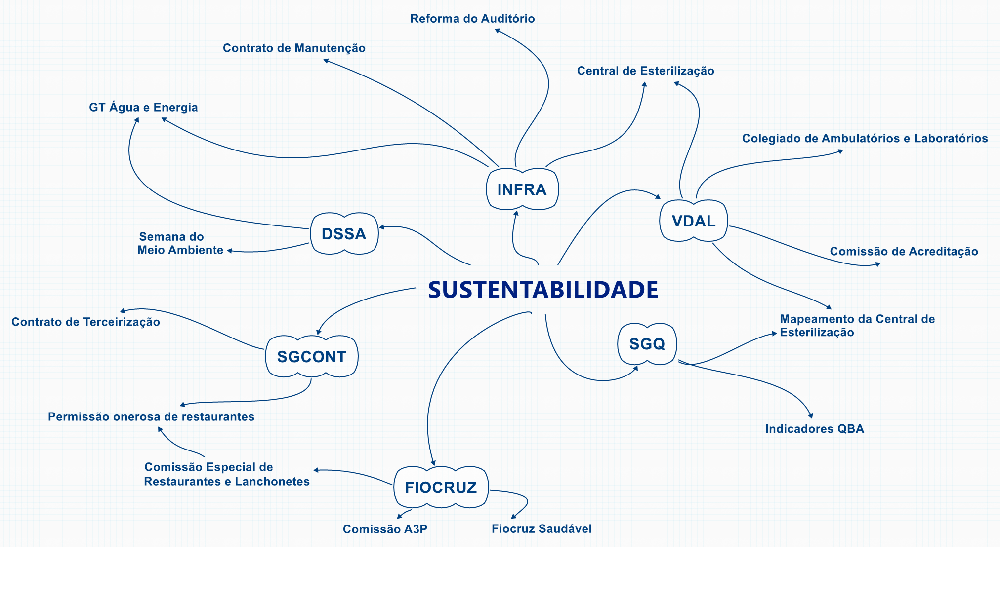 Reforma do Auditório
Contrato de Manutenção
Central de Esterilização
GT Água e Energia
Colegiado de Ambulatórios e Laboratórios
INFRA
VDAL
DSSA
Semana do
Meio Ambiente
Comissão de Acreditação
SUSTENTABILIDADE
Contrato de Terceirização
Mapeamento da Central de
Esterilização
SGQ
SGCONT
Permissão onerosa de restaurantes
Indicadores QBA
Comissão Especial de
Restaurantes e Lanchonetes
FIOCRUZ
Comissão A3P
Fiocruz Saudável